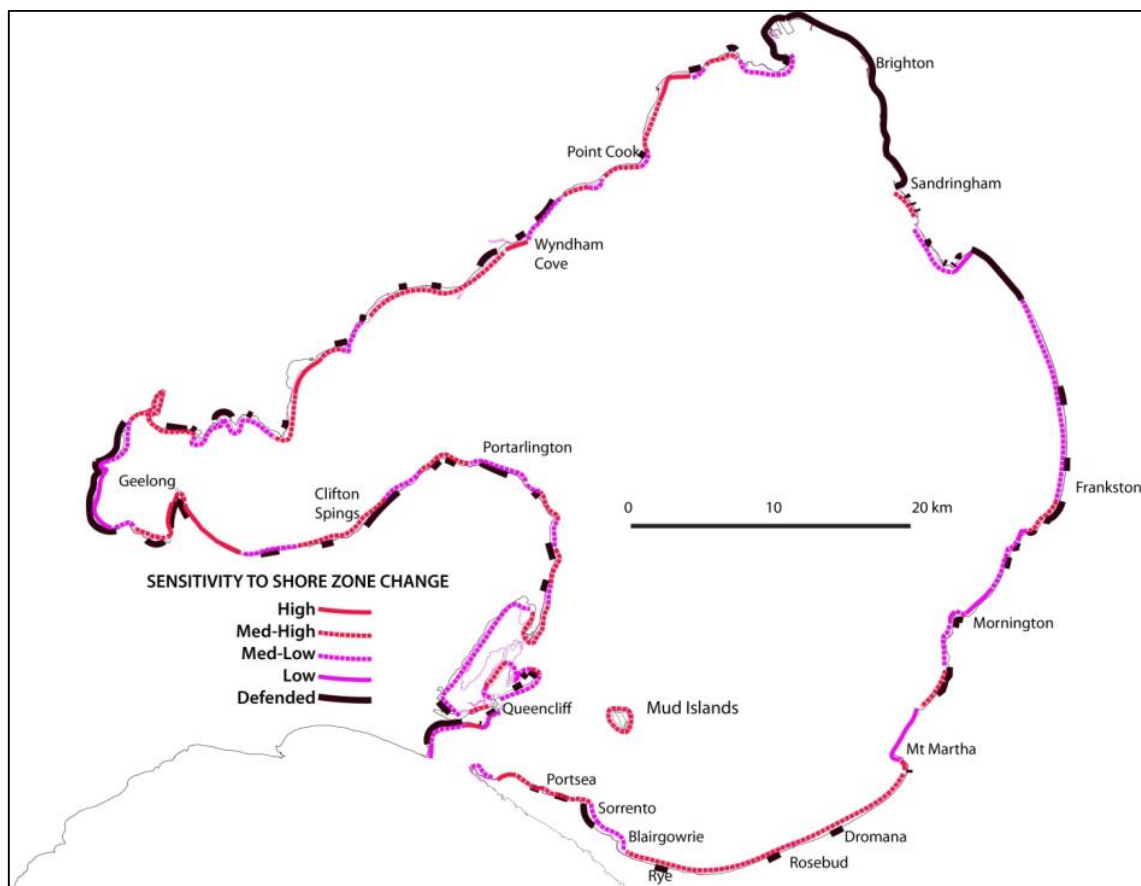 Brighton
Point Cook
Sandringham
Wyndham
Cove
Portarlington
Geelong
Clifton
Spings
0 10 20 km
Frankston
SENSITIVITY TO SHORE ZONE CHANGE
High
Med-High
Med-Low
Low
Defended
Mornington
Queencliff
Mud Islands
Mt Martha
Portsea
Sorrento
Blairgowrie
Dromana
Rosebud
Rye